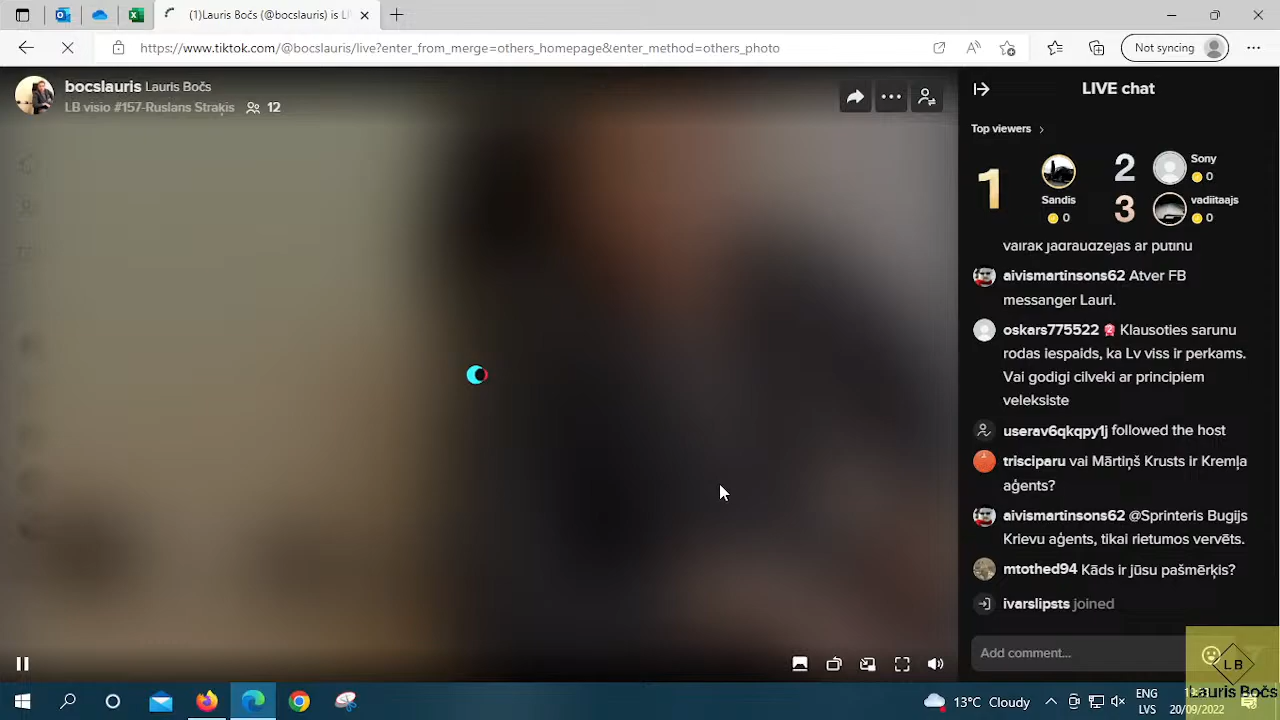 (1)Lauris Bočs (@bocslauris) is LI
https://www.tiktok.com/@bocslauris/live?enter_from_merge=others_homepage&enter_method=others_photo
Not syncing
bocslauris Lauris Bočs
LB visio #157-Ruslans Straķis 12
LIVE chat
Top viewers
1
Sandis
0
2
Sony
0
3
vadiitaajs
0
vairāk jāgraudzējas ar putinu
aivismartinsons62 Atver FB
messanger Lauri.
oskars775522 Klausoties sarunu
rodas iespaids, ka Lv viss ir perkams.
Vai godigi cilveki ar principiem
veleksiste
userav6qkqpy1j followed the host
trisciparu vai Mārtiņš Krusts ir Kremļa
aģents?
aivismartinsons62 @Sprinteris Bugijs
Krievu aģents, tikai rietumos vervēts.
mtothed94 Kāds ir jūsu pašmērķis?
ivarslipsts joined
Add comment...
LB
Lauris Bočs
13°C Cloudy
ENG
LVS
20/09/2022